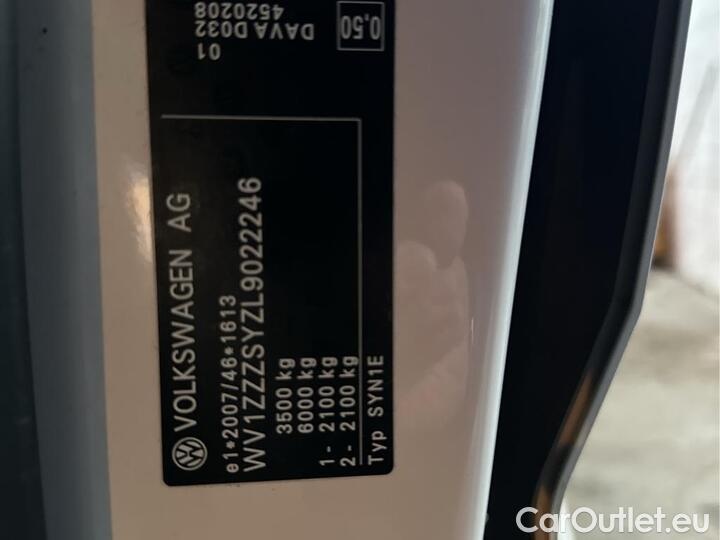 VOLKSWAGEN AG
e1*2007/46*1613
WV1ZZZSYZL9022246
3500 kg
6000 kg
1- 2100 kg
2- 2100 kg
Typ SYN1E
01
DAVA D032
4520208
0,50
CarOutlet.eu